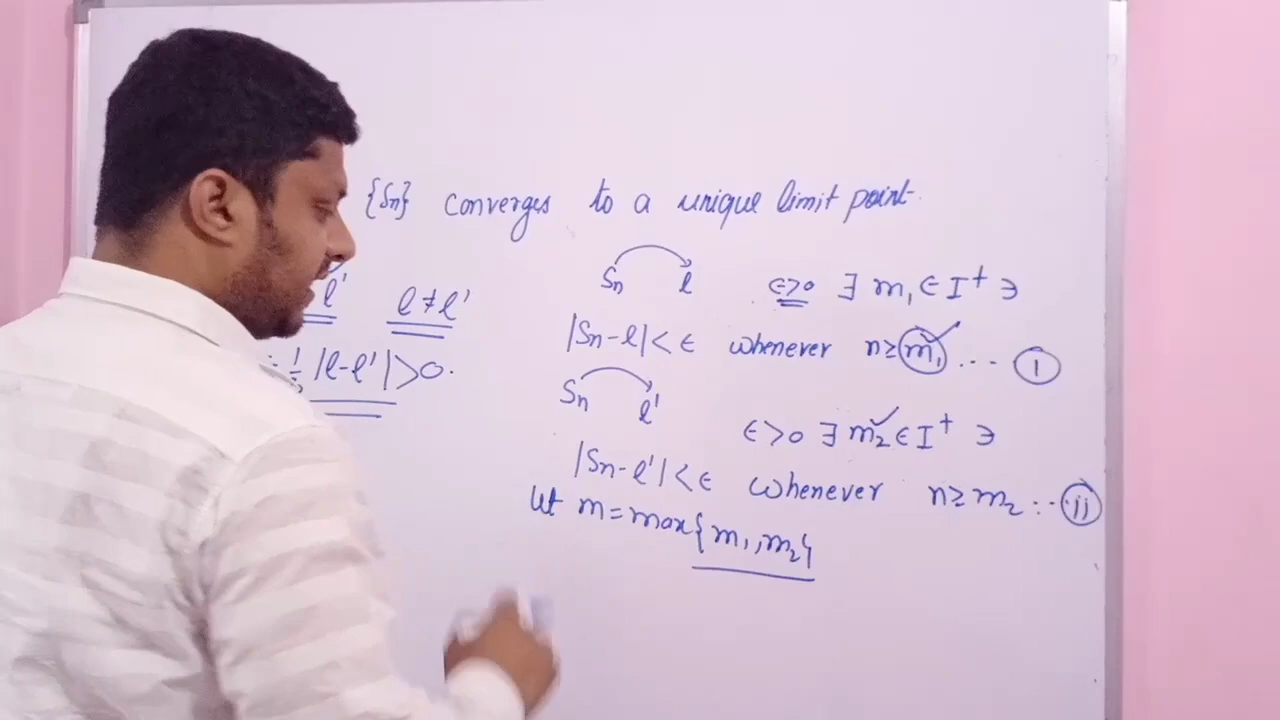 {Sn} converges to a unique limit point.
l' l ≠ l'
1/2 |l-l'| > 0.
Sn l ϵ>0 ∃ m₁ ∈ I⁺ ∋
|Sn-l| < ϵ whenever n ≥ m₁ ... (i)
Sn l' ϵ>0 ∃ m₂ ∈ I⁺ ∋
|Sn-l'| < ϵ whenever n ≥ m₂ ... (ii)
let m = max{m₁, m₂}